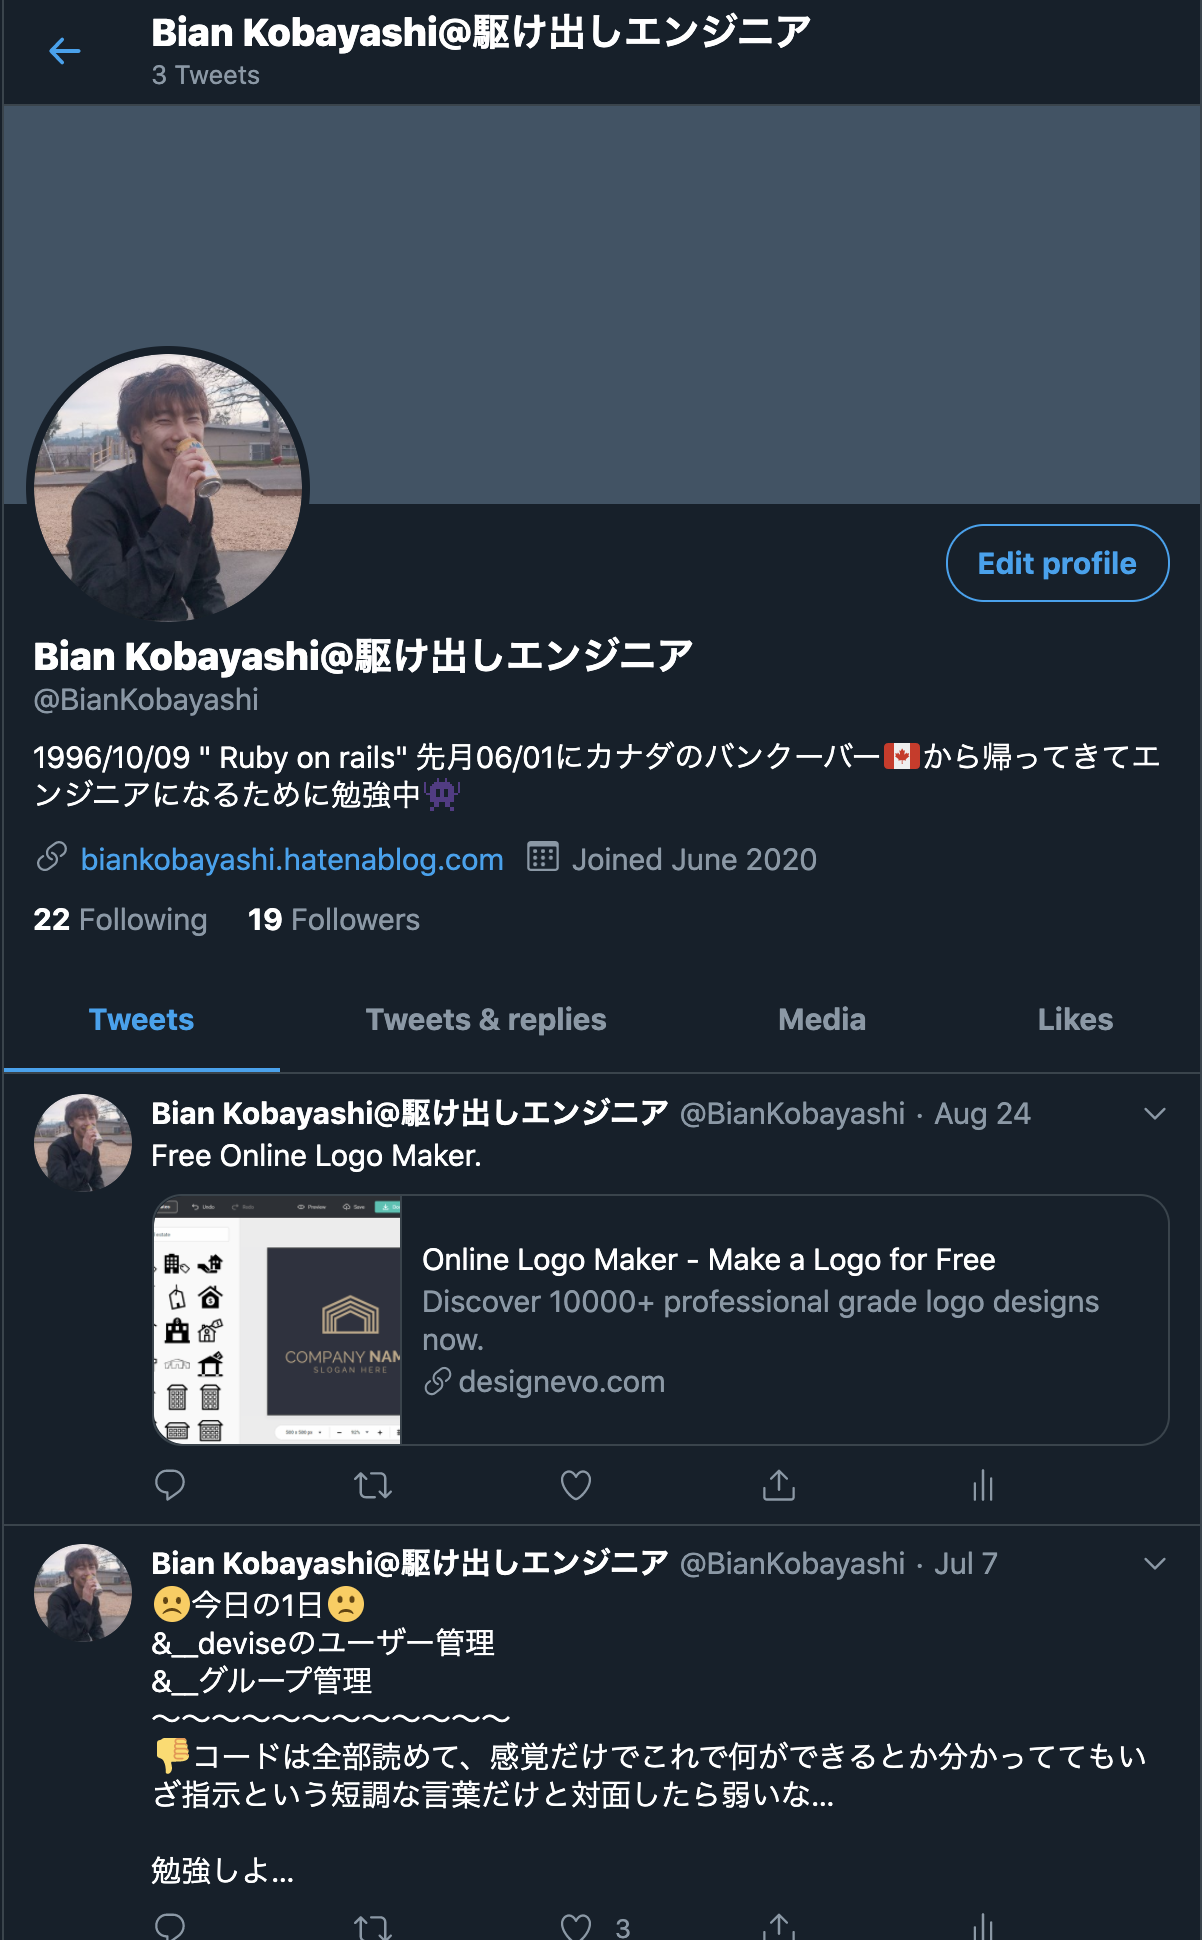 Bian Kobayashi@駆け出しエンジニア
3 Tweets
Edit profile
Bian Kobayashi@駆け出しエンジニア
@BianKobayashi
1996/10/09 " Ruby on rails" 先月06/01にカナダのバンクーバー🇨🇦から帰ってきてエ
ンジニアになるために勉強中👾
biankobayashi.hatenablog.com Joined June 2020
22 Following 19 Followers
Tweets Tweets & replies Media Likes
Bian Kobayashi@駆け出しエンジニア @BianKobayashi · Aug 24
Free Online Logo Maker.
Undo Redo Preview Save
COMPANY NAM
SLOGAN HERE
Online Logo Maker - Make a Logo for Free
Discover 10000+ professional grade logo designs
now.
designevo.com
Bian Kobayashi@駆け出しエンジニア @BianKobayashi · Jul 7
🙁今日の1日🙁
&__deviseのユーザー管理
&__グループ管理
〜〜〜〜〜〜〜〜〜〜〜〜
👎コードは全部読めて、感覚だけでこれで何ができるとか分かっててもい
ざ指示という短調な言葉だけと対面したら弱いな...
勉強しよ...
3